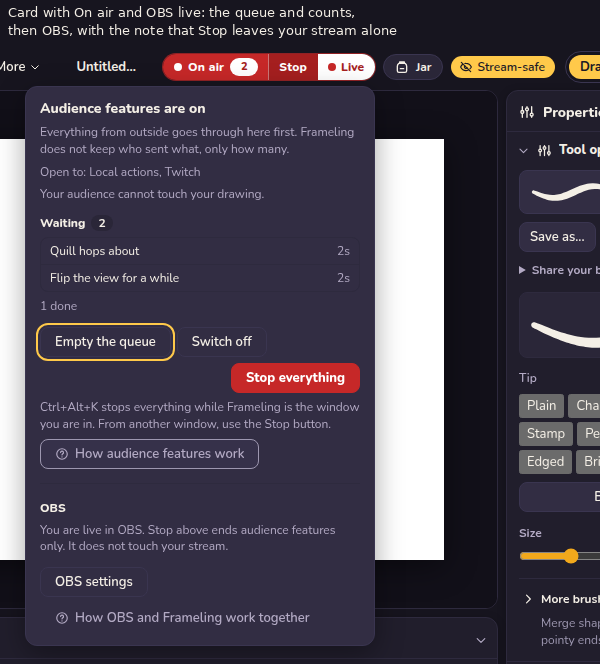 Card with On air and OBS live: the queue and counts,
then OBS, with the note that Stop leaves your stream alone
More
Untitled...
On air 2
Stop
Live
Jar
Stream-safe
Audience features are on
Everything from outside goes through here first. Frameling
does not keep who sent what, only how many.
Open to: Local actions, Twitch
Your audience cannot touch your drawing.
Waiting 2
Quill hops about 2s
Flip the view for a while 2s
1 done
Empty the queue
Switch off
Stop everything
Ctrl+Alt+K stops everything while Frameling is the window
you are in. From another window, use the Stop button.
How audience features work
OBS
You are live in OBS. Stop above ends audience features
only. It does not touch your stream.
OBS settings
How OBS and Frameling work together
Tool
Save as...
Share your
Tip
Plain
Stamp
Edged
Size
More
Merge
pointy